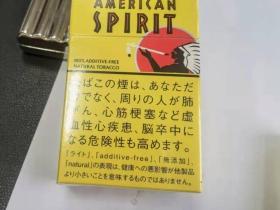 AMERICAN
SPIRIT
100% ADDITIVE-FREE
NATURAL TOBACCO
たばこの煙は、あなただ
けでなく、周りの人が肺
がん、心筋梗塞など虚
血性心疾患、脳卒中に
なる危険性も高めます。
「ライト」、「additive-free」、「無添加」、
「natural」の表現は、健康への悪影響が他製品
より小さいことを意味するものではありません。